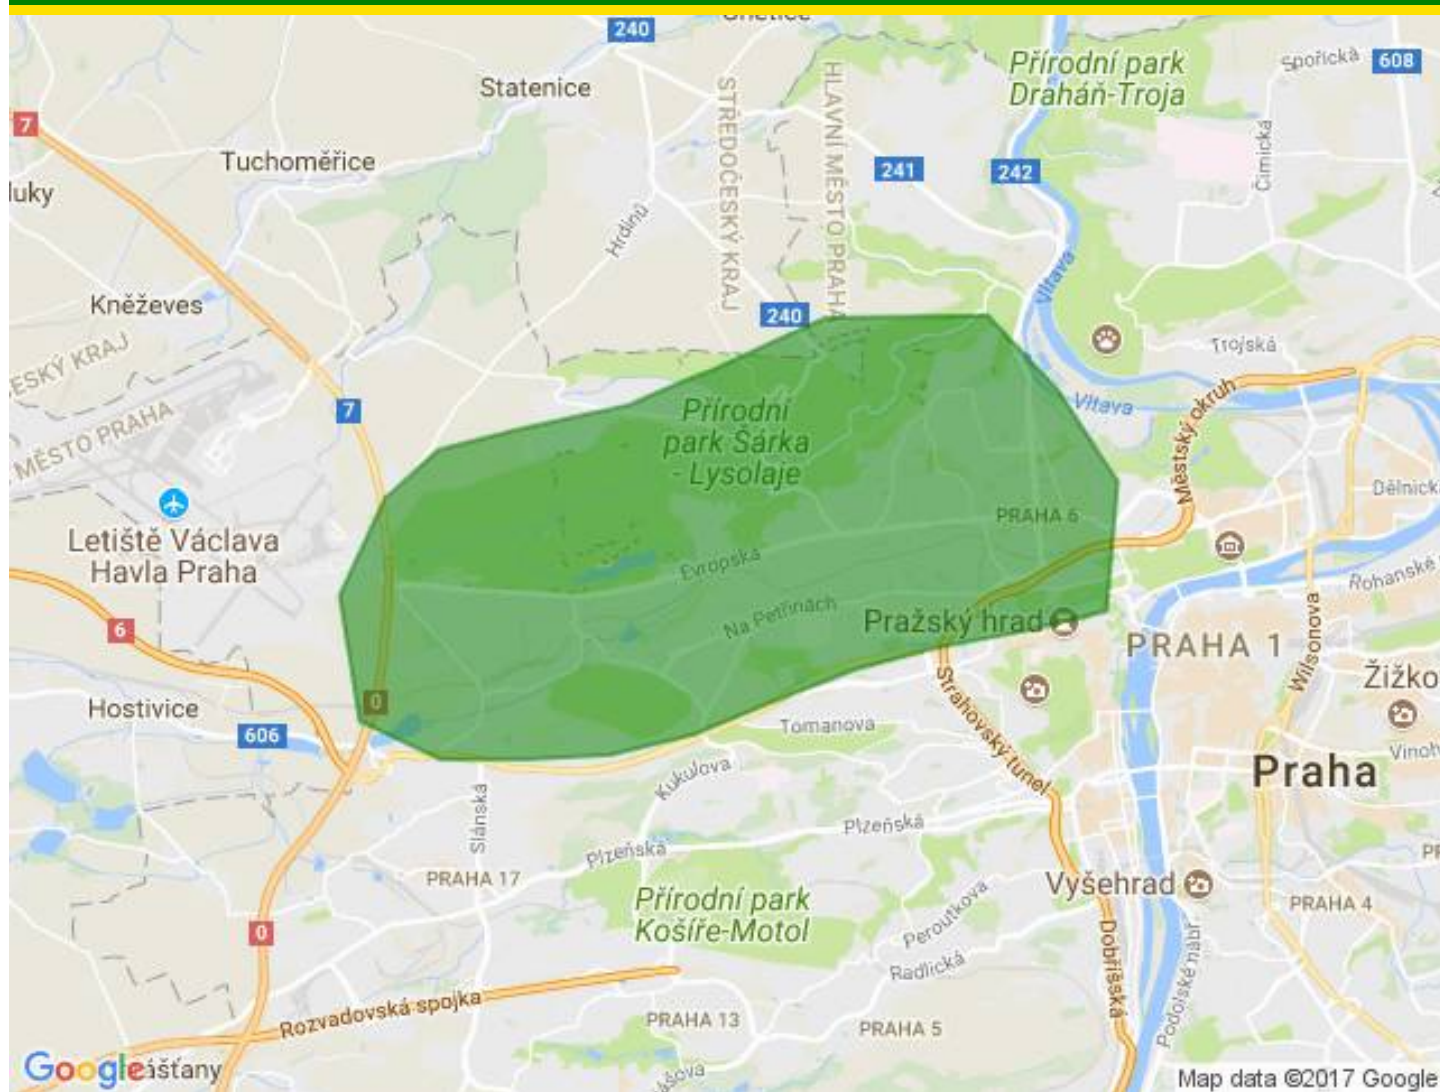 240
Spořická
608
Přírodní park
Draháň-Troja
Statenice
7
STŘEDOČESKÝ KRAJ
HLAVNÍ MĚSTO PRAHA
Čimická
Tuchoměřice
241
242
Hrdinů
Vltava
Kněževes
240
Trojská
ESKÝ KRAJ
MĚSTO PRAHA
7
Přírodní
park Šárka
- Lysolaje
Vltava
Městský okruh
Dělnick
PRAHA 6
Letiště Václava
Havla Praha
Evropská
Rohanské
Na Petřinách
6
Pražský hrad
PRAHA 1
Wilsonova
Žižko
Strahovský tunel
0
Hostivice
606
Tomanova
Vinoh
Praha
Kukulova
Slánská
Plzeňská
Plzeňská
PRAHA 17
Přírodní park
Košíře-Motol
Peroutkova
Vyšehrad
PRAHA 4
0
Radlická
Dobříšská
Podolské nábř
Rozvadovská spojka
PRAHA 13
PRAHA 5
Google
ášťany
ášova
Map data ©2017 Google